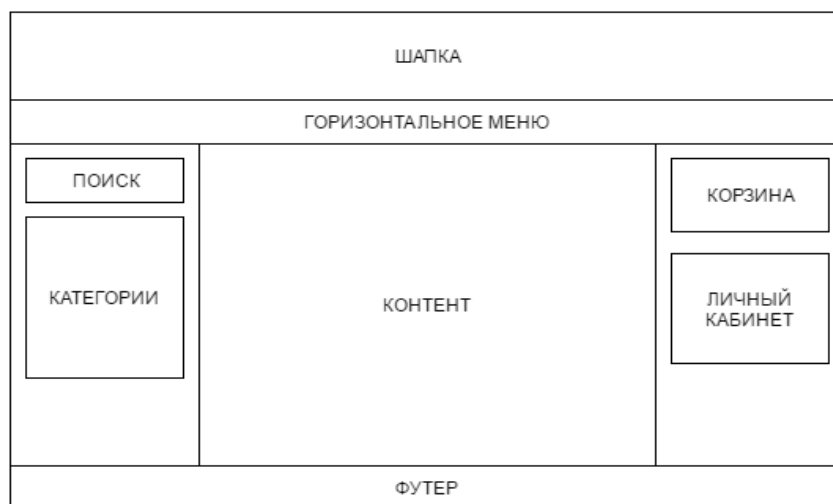 ШАПКА
ГОРИЗОНТАЛЬНОЕ МЕНЮ
ПОИСК
КАТЕГОРИИ
КОНТЕНТ
КОРЗИНА
ЛИЧНЫЙ
КАБИНЕТ
ФУТЕР